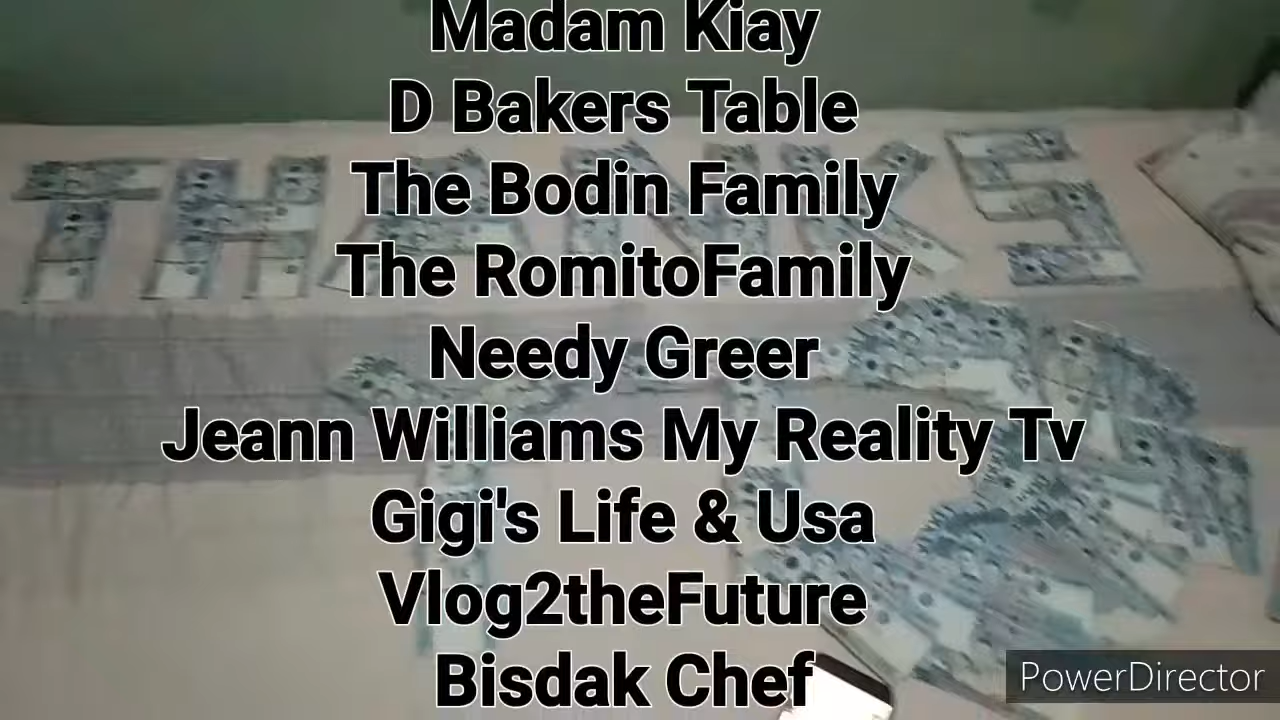 Madam Kiay
D Bakers Table
THANKS
The Bodin Family
The RomitoFamily
Needy Greer
Jeann Williams My Reality Tv
Gigi's Life & Usa
Vlog2theFuture
Bisdak Chef
PowerDirector